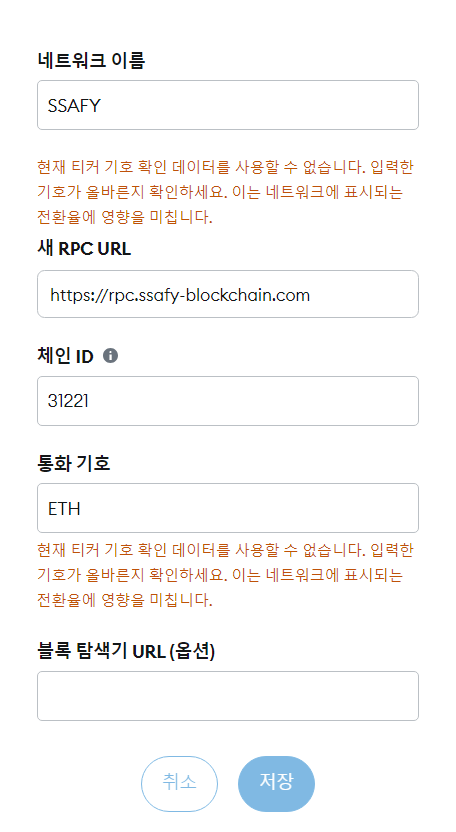 네트워크 이름
SSAFY
현재 티커 기호 확인 데이터를 사용할 수 없습니다. 입력한
기호가 올바른지 확인하세요. 이는 네트워크에 표시되는
전환율에 영향을 미칩니다.
새 RPC URL
https://rpc.ssafy-blockchain.com
체인 ID
31221
통화 기호
ETH
현재 티커 기호 확인 데이터를 사용할 수 없습니다. 입력한
기호가 올바른지 확인하세요. 이는 네트워크에 표시되는
전환율에 영향을 미칩니다.
블록 탐색기 URL (옵션)
취소 저장